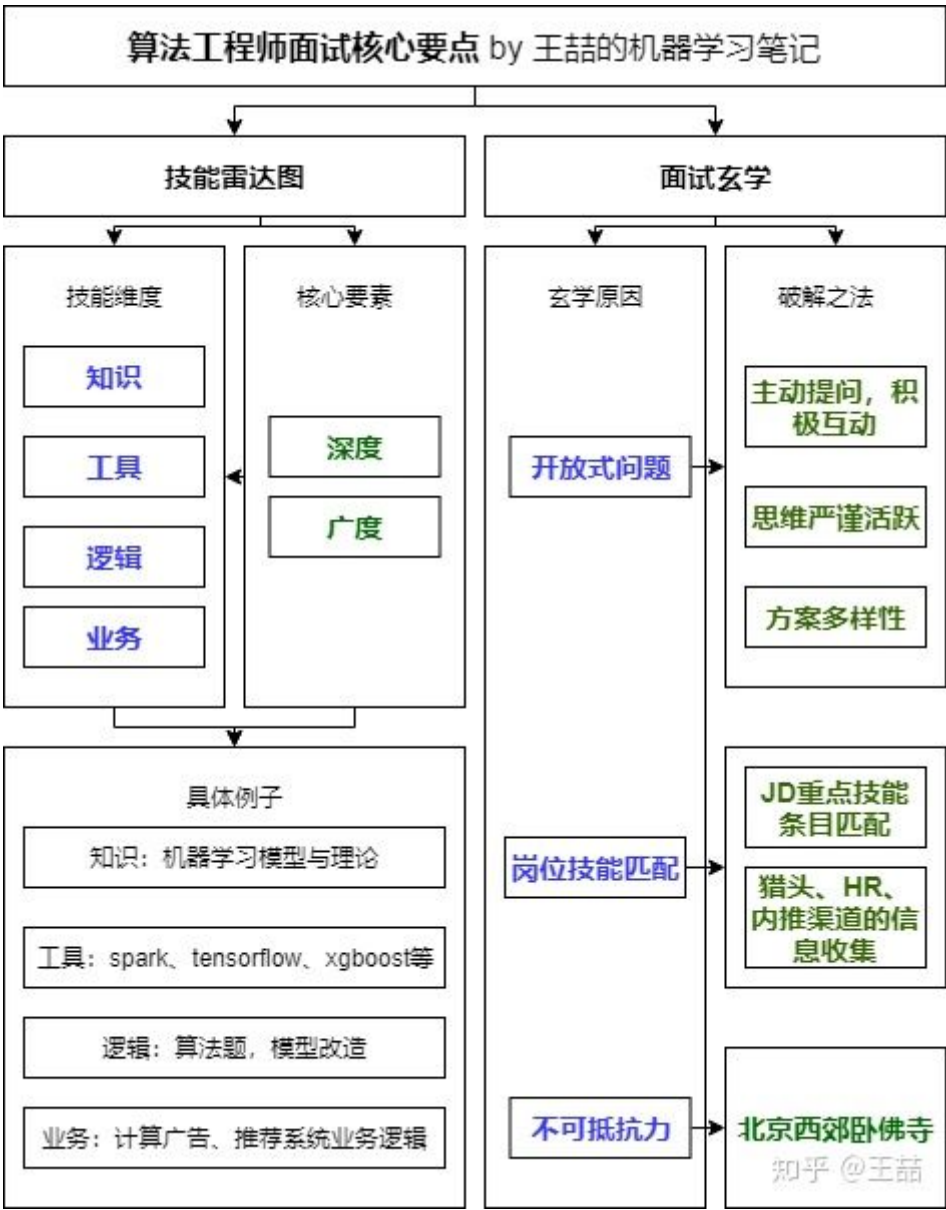 算法工程师面试核心要点 by 王喆的机器学习笔记
技能雷达图
面试玄学
技能维度
知识
工具
逻辑
业务
核心要素
深度
广度
具体例子
知识：机器学习模型与理论
工具：spark、tensorflow、xgboost等
逻辑：算法题，模型改造
业务：计算广告、推荐系统业务逻辑
玄学原因
开放式问题
岗位技能匹配
不可抵抗力
破解之法
主动提问，积
极互动
思维严谨活跃
方案多样性
JD重点技能
条目匹配
猎头、HR、
内推渠道的信
息收集
北京西郊卧佛寺
知乎 @王喆